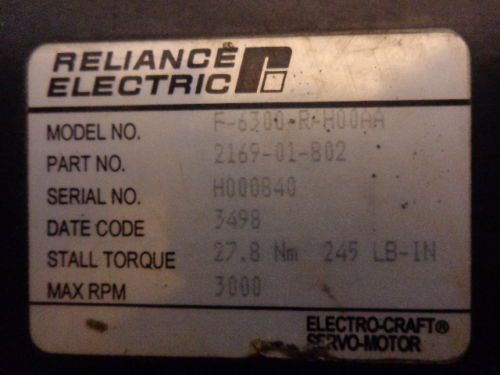 RELIANCE
ELECTRIC
MODEL NO. F-6300-R-H00AA
PART NO. 2169-01-802
SERIAL NO. H000840
DATE CODE 3498
STALL TORQUE 27.8 Nm 245 LB-IN
MAX RPM 3000
ELECTRO-CRAFT®
SERVO-MOTOR